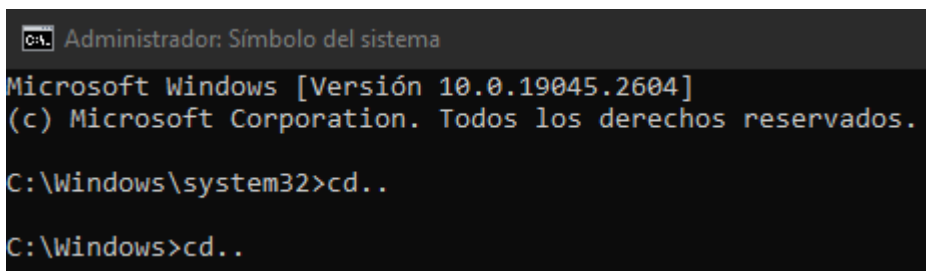 Administrador: Símbolo del sistema
Microsoft Windows [Versión 10.0.19045.2604]
(c) Microsoft Corporation. Todos los derechos reservados.
C:\Windows\system32>cd..
C:\Windows>cd..